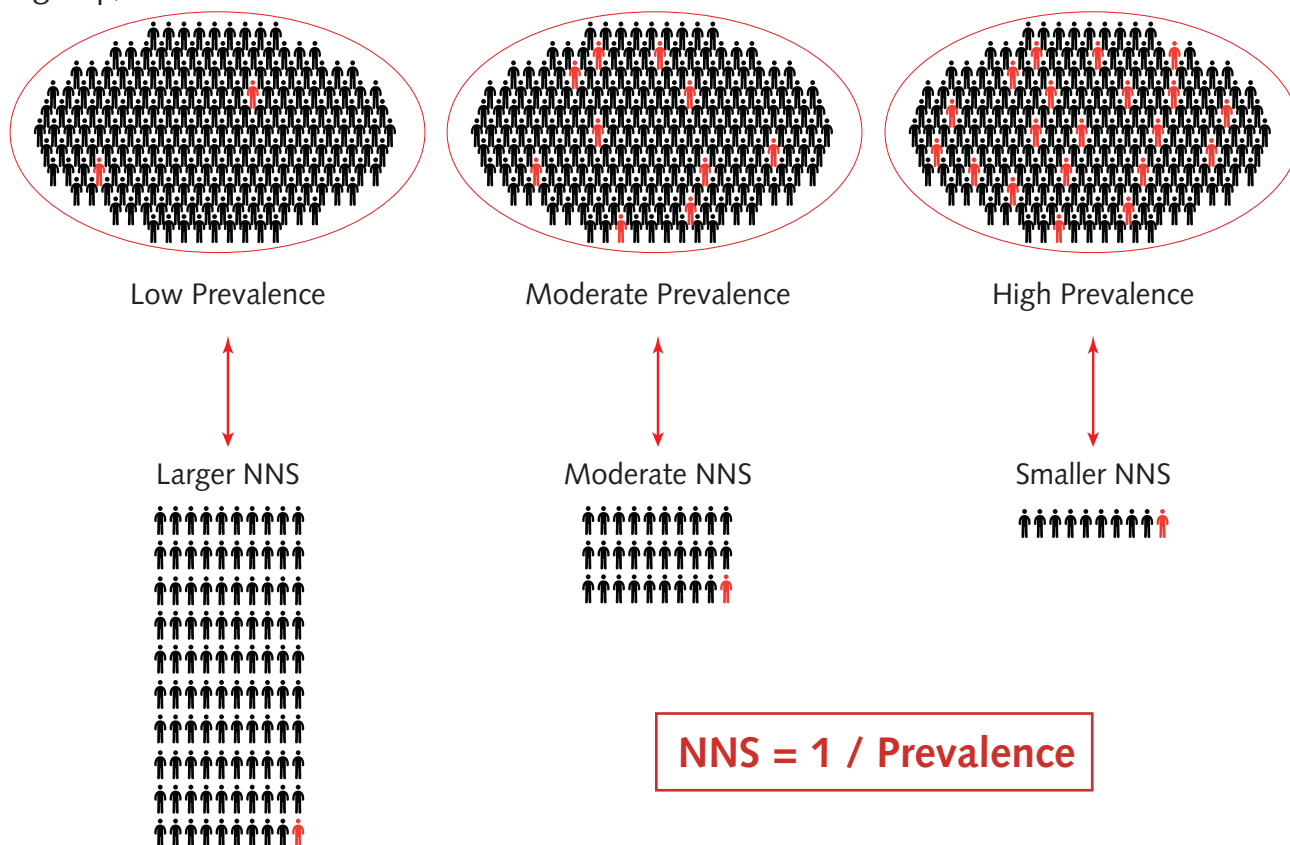 Low Prevalence
Moderate Prevalence
High Prevalence
Larger NNS
Moderate NNS
Smaller NNS
NNS = 1 / Prevalence